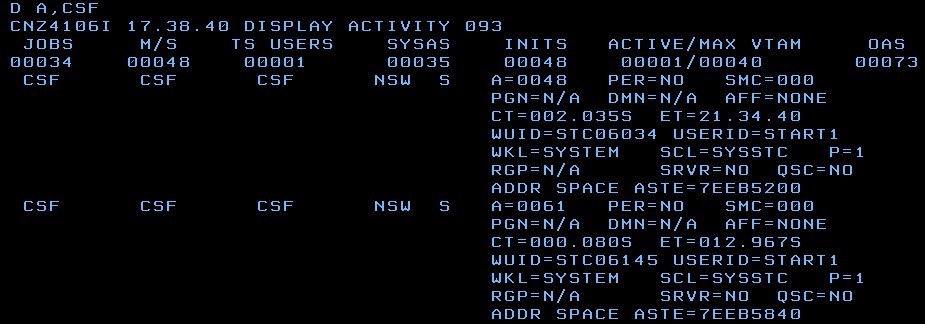 D A,CSF
CNZ4106I 17.38.40 DISPLAY ACTIVITY 093
JOBS M/S TS USERS SYSAS INITS ACTIVE/MAX VTAM OAS
00034 00048 00001 00035 00048 00001/00040 00073
CSF CSF CSF NSW S A=0048 PER=NO SMC=000
PGN=N/A DMN=N/A AFF=NONE
CT=002.035S ET=21.34.40
WUID=STC06034 USERID=START1
WKL=SYSTEM SCL=SYSSTC P=1
RGP=N/A SRVR=NO QSC=NO
ADDR SPACE ASTE=7EEB5200
CSF CSF CSF NSW S A=0061 PER=NO SMC=000
PGN=N/A DMN=N/A AFF=NONE
CT=000.080S ET=012.967S
WUID=STC06145 USERID=START1
WKL=SYSTEM SCL=SYSSTC P=1
RGP=N/A SRVR=NO QSC=NO
ADDR SPACE ASTE=7EEB5840